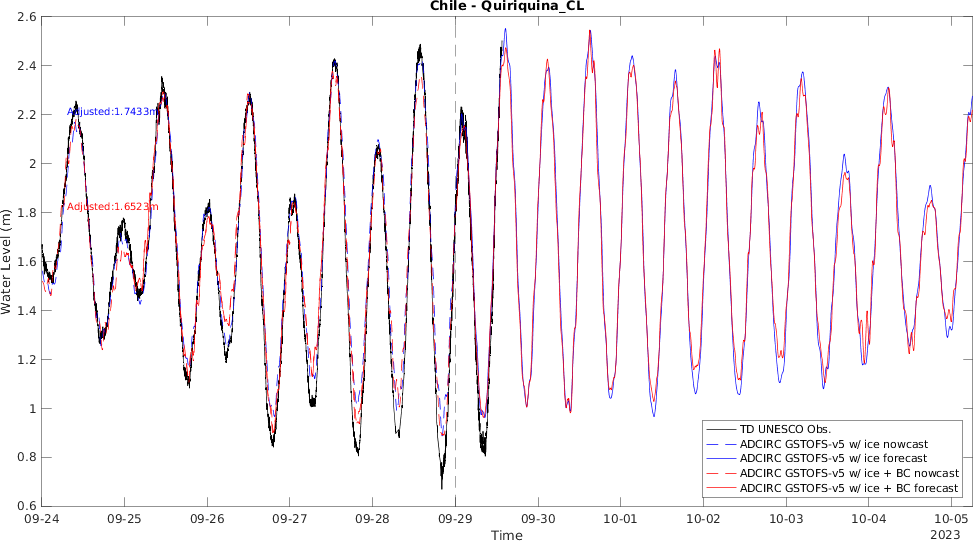 Chile - Quiriquina_CL
2.6
2.4
2.2
2
1.8
1.6
1.4
1.2
1
0.8
0.6
Water Level (m)
Adjusted:1.7433m
Adjusted:1.6523m
TD UNESCO Obs.
ADCIRC GSTOFS-v5 w/ ice nowcast
ADCIRC GSTOFS-v5 w/ ice forecast
ADCIRC GSTOFS-v5 w/ ice + BC nowcast
ADCIRC GSTOFS-v5 w/ ice + BC forecast
09-24 09-25 09-26 09-27 09-28 09-29 09-30 10-01 10-02 10-03 10-04 10-05
2023
Time